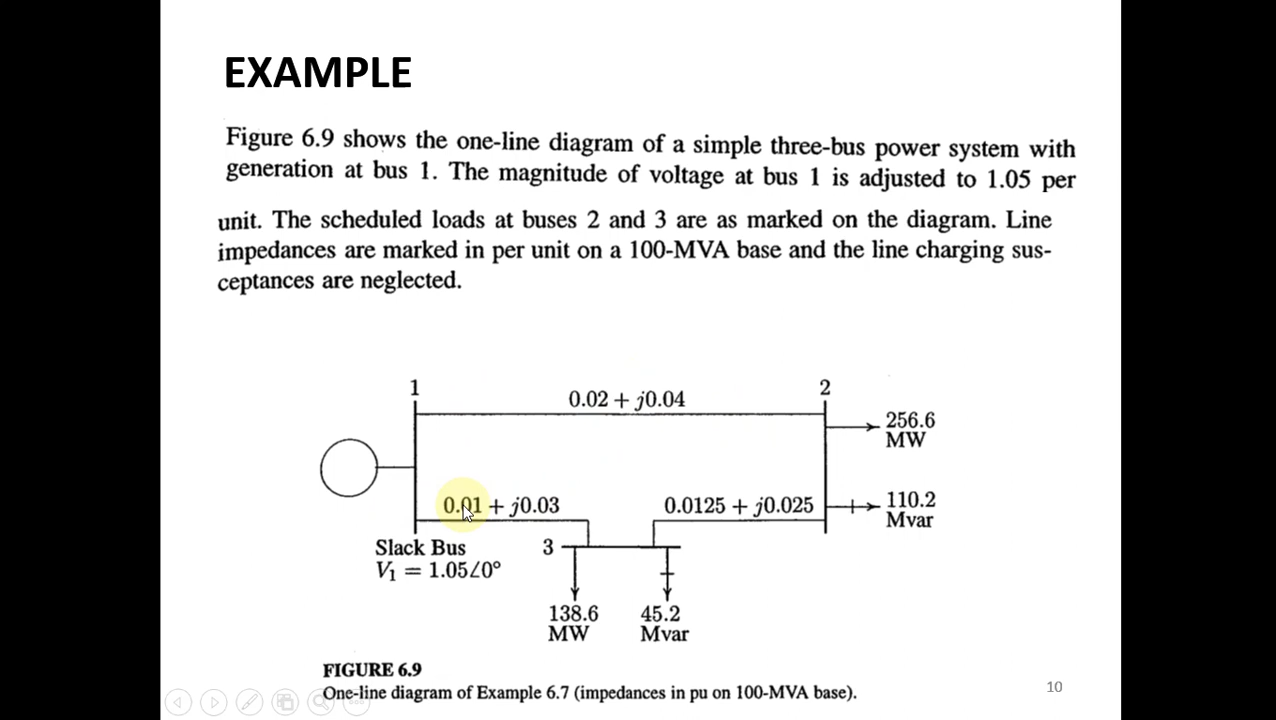 EXAMPLE
Figure 6.9 shows the one-line diagram of a simple three-bus power system with
generation at bus 1. The magnitude of voltage at bus 1 is adjusted to 1.05 per
unit. The scheduled loads at buses 2 and 3 are as marked on the diagram. Line
impedances are marked in per unit on a 100-MVA base and the line charging sus-
ceptances are neglected.
1
2
0.02 + j0.04
256.6
MW
0.01 + j0.03
0.0125 + j0.025
110.2
Mvar
Slack Bus
V₁ = 1.05∠0°
3
138.6
MW
45.2
Mvar
FIGURE 6.9
One-line diagram of Example 6.7 (impedances in pu on 100-MVA base).
10